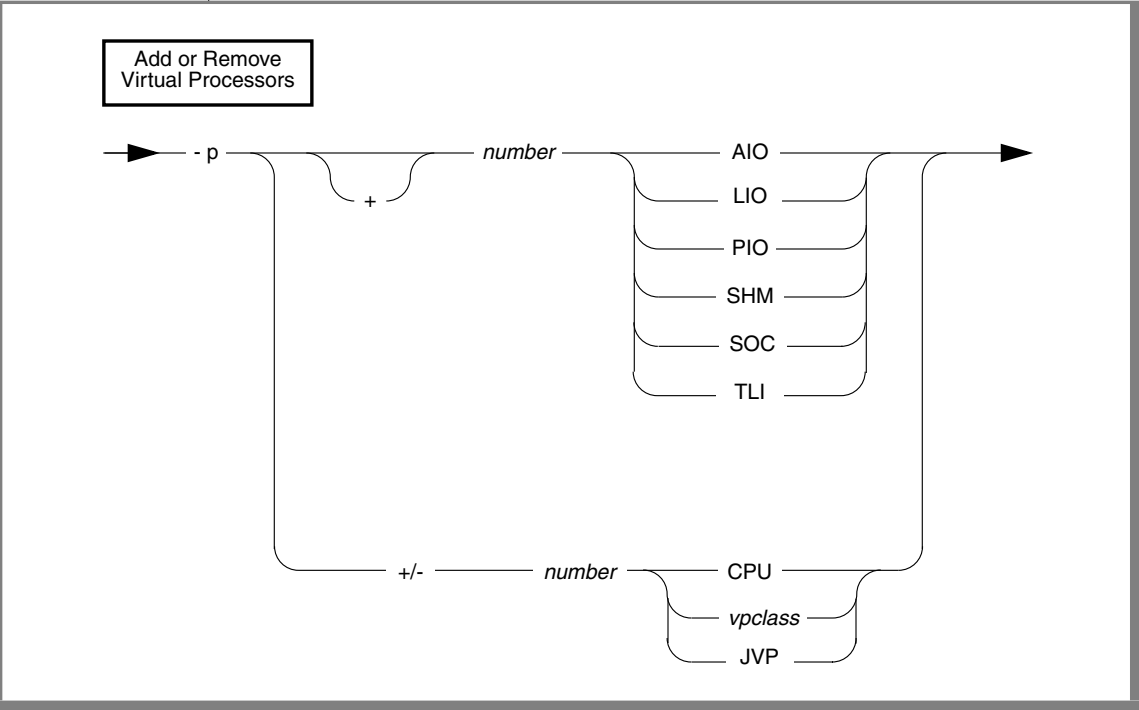 Add or Remove
Virtual Processors
- p
number
AIO
+
LIO
PIO
SHM
SOC
TLI
+/-
number
CPU
vpclass
JVP